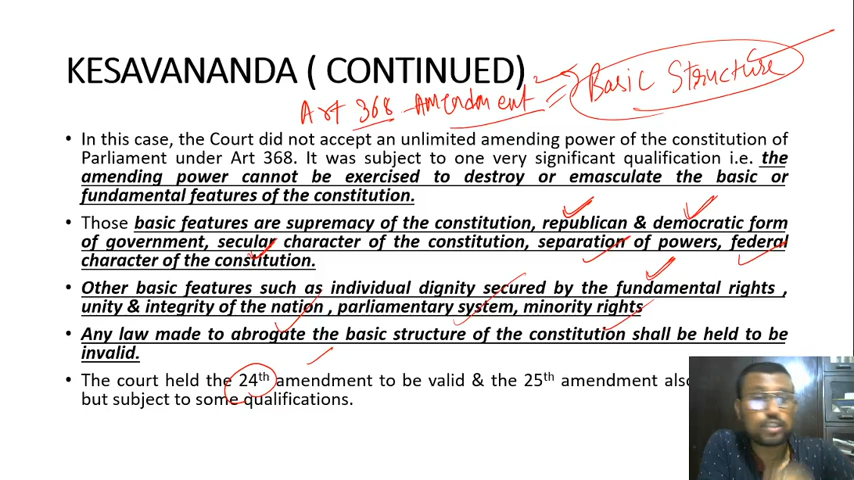 KESAVANANDA ( CONTINUED)
Basic Structure
Art 368 - Amendment =
• In this case, the Court did not accept an unlimited amending power of the constitution of
Parliament under Art 368. It was subject to one very significant qualification i.e. the
amending power cannot be exercised to destroy or emasculate the basic or
fundamental features of the constitution.
• Those basic features are supremacy of the constitution, republican & democratic form
of government, secular character of the constitution, separation of powers, federal
character of the constitution.
• Other basic features such as individual dignity secured by the fundamental rights ,
unity & integrity of the nation , parliamentary system, minority rights
• Any law made to abrogate the basic structure of the constitution shall be held to be
invalid.
• The court held the 24th amendment to be valid & the 25th amendment also
but subject to some qualifications.